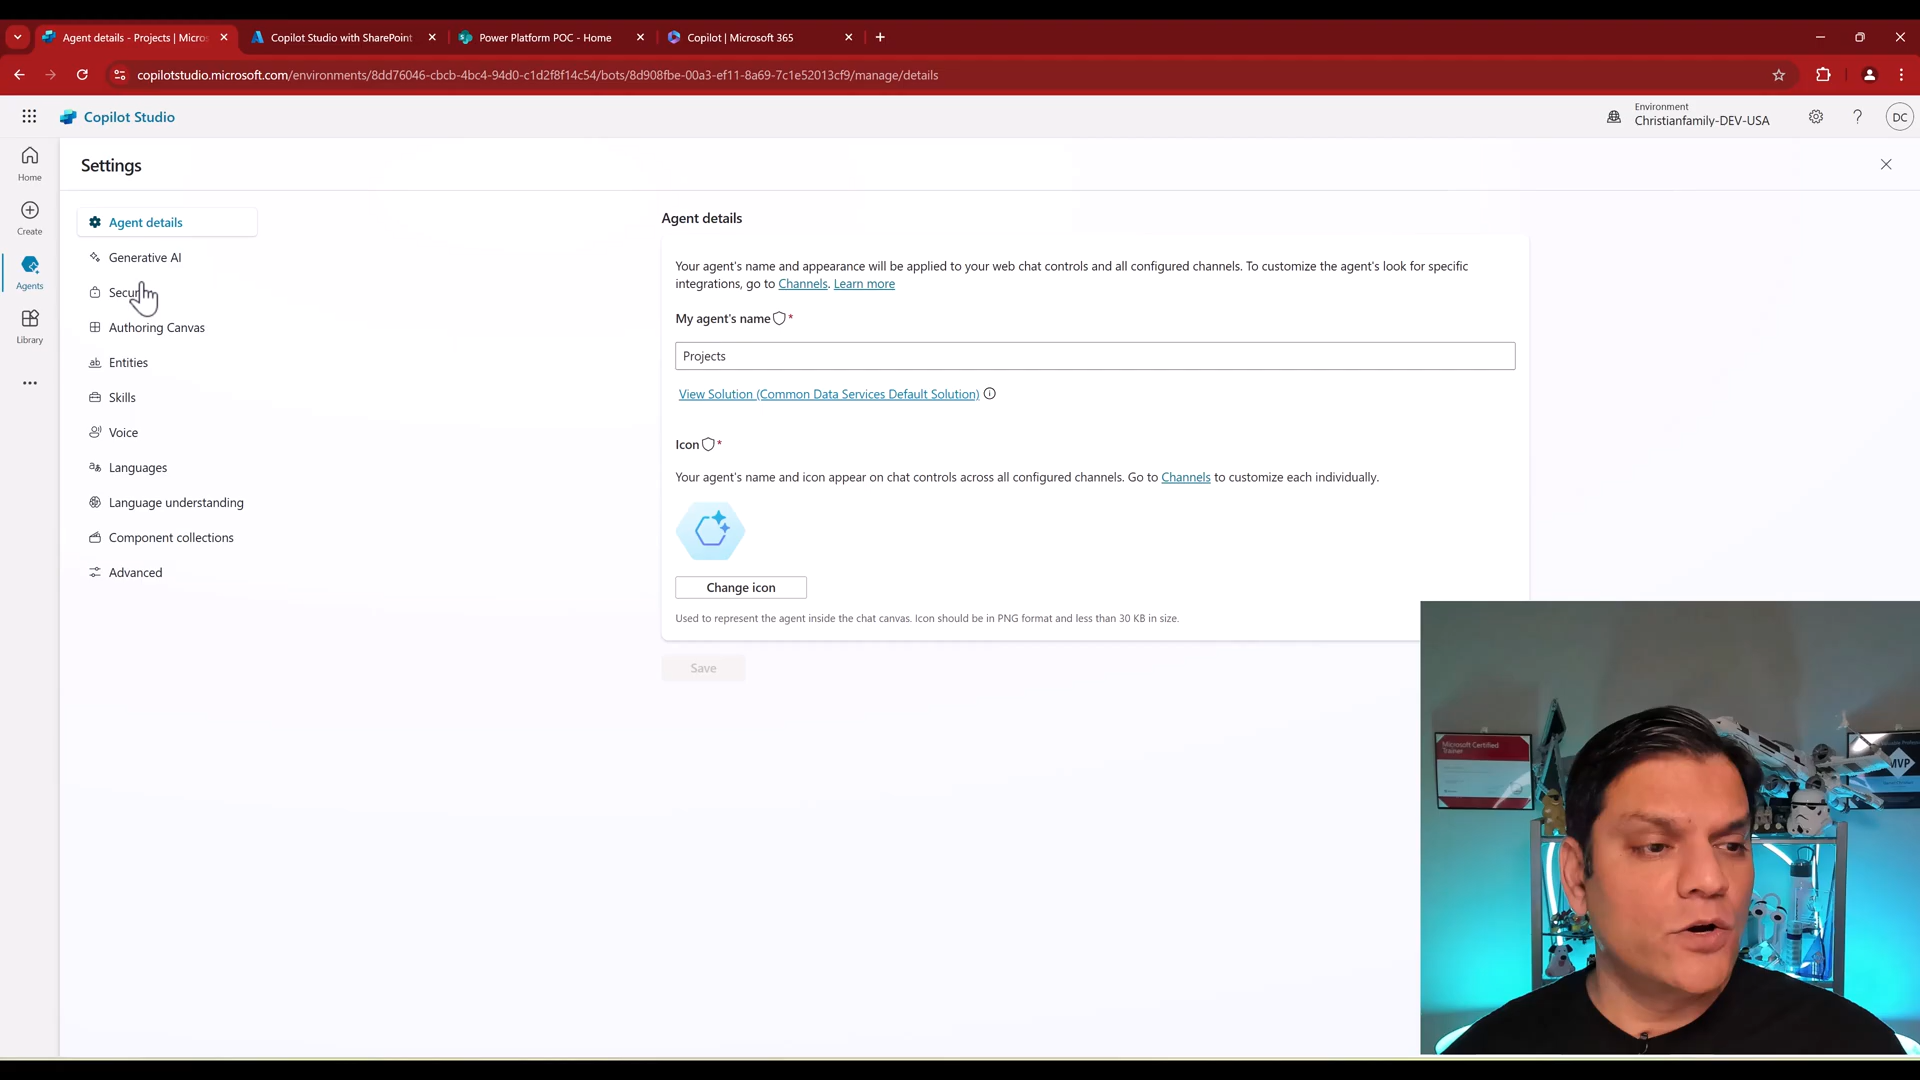 Agent details - Projects | Micros
Copilot Studio with SharePoint
Power Platform POC - Home
Copilot | Microsoft 365
copilotstudio.microsoft.com/environments/8dd76046-cbcb-4bc4-94d0-c1d2f8f14c54/bots/8d908fbe-00a3-ef11-8a69-7c1e52013cf9/manage/details
Copilot Studio
Environment
Christianfamily-DEV-USA
DC
Home
Create
Agents
Library
Settings
Agent details
Generative AI
Authoring Canvas
Entities
Skills
Voice
Languages
Language understanding
Component collections
Advanced
Agent details
Your agent's name and appearance will be applied to your web chat controls and all configured channels. To customize the agent's look for specific
integrations, go to Channels. Learn more
My agent's name *
Projects
View Solution (Common Data Services Default Solution)
Icon *
Your agent's name and icon appear on chat controls across all configured channels. Go to Channels to customize each individually.
Change icon
Used to represent the agent inside the chat canvas. Icon should be in PNG format and less than 30 KB in size.
Save
Microsoft Certified
Trainer
MVP